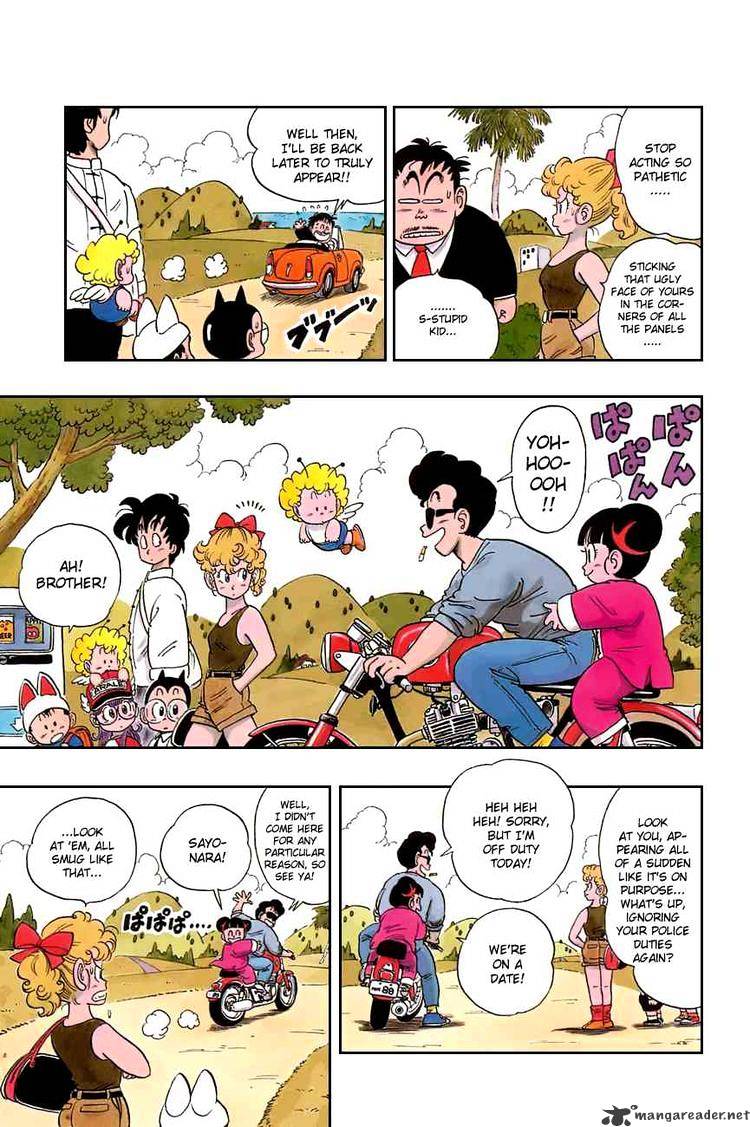 STOP
ACTING SO
PATHETIC
.....
STICKING
THAT UGLY
FACE OF YOURS
IN THE COR-
NERS OF ALL
THE PANELS
.....
.......
S-STUPID
KID...
WELL THEN,
I'LL BE BACK
LATER TO TRULY
APPEAR!!
ブブーッ
ぱぱん
ぱん
YOH-
HOO-
OOH
!!
AH!
BROTHER!
ARALE
LOOK
AT YOU, AP-
PEARING ALL
OF A SUDDEN
LIKE IT'S ON
PURPOSE...
WHAT'S UP,
IGNORING
YOUR POLICE
DUTIES
AGAIN?
HEH HEH
HEH! SORRY,
BUT I'M
OFF DUTY
TODAY!
WE'RE
ON A
DATE!
88
WELL,
I DIDN'T
COME HERE
FOR ANY
PARTICULAR
REASON, SO
SEE YA!
SAYO-
NARA!
ぱぱぱ....
...LOOK
AT 'EM, ALL
SMUG LIKE
THAT...
mangareader.net